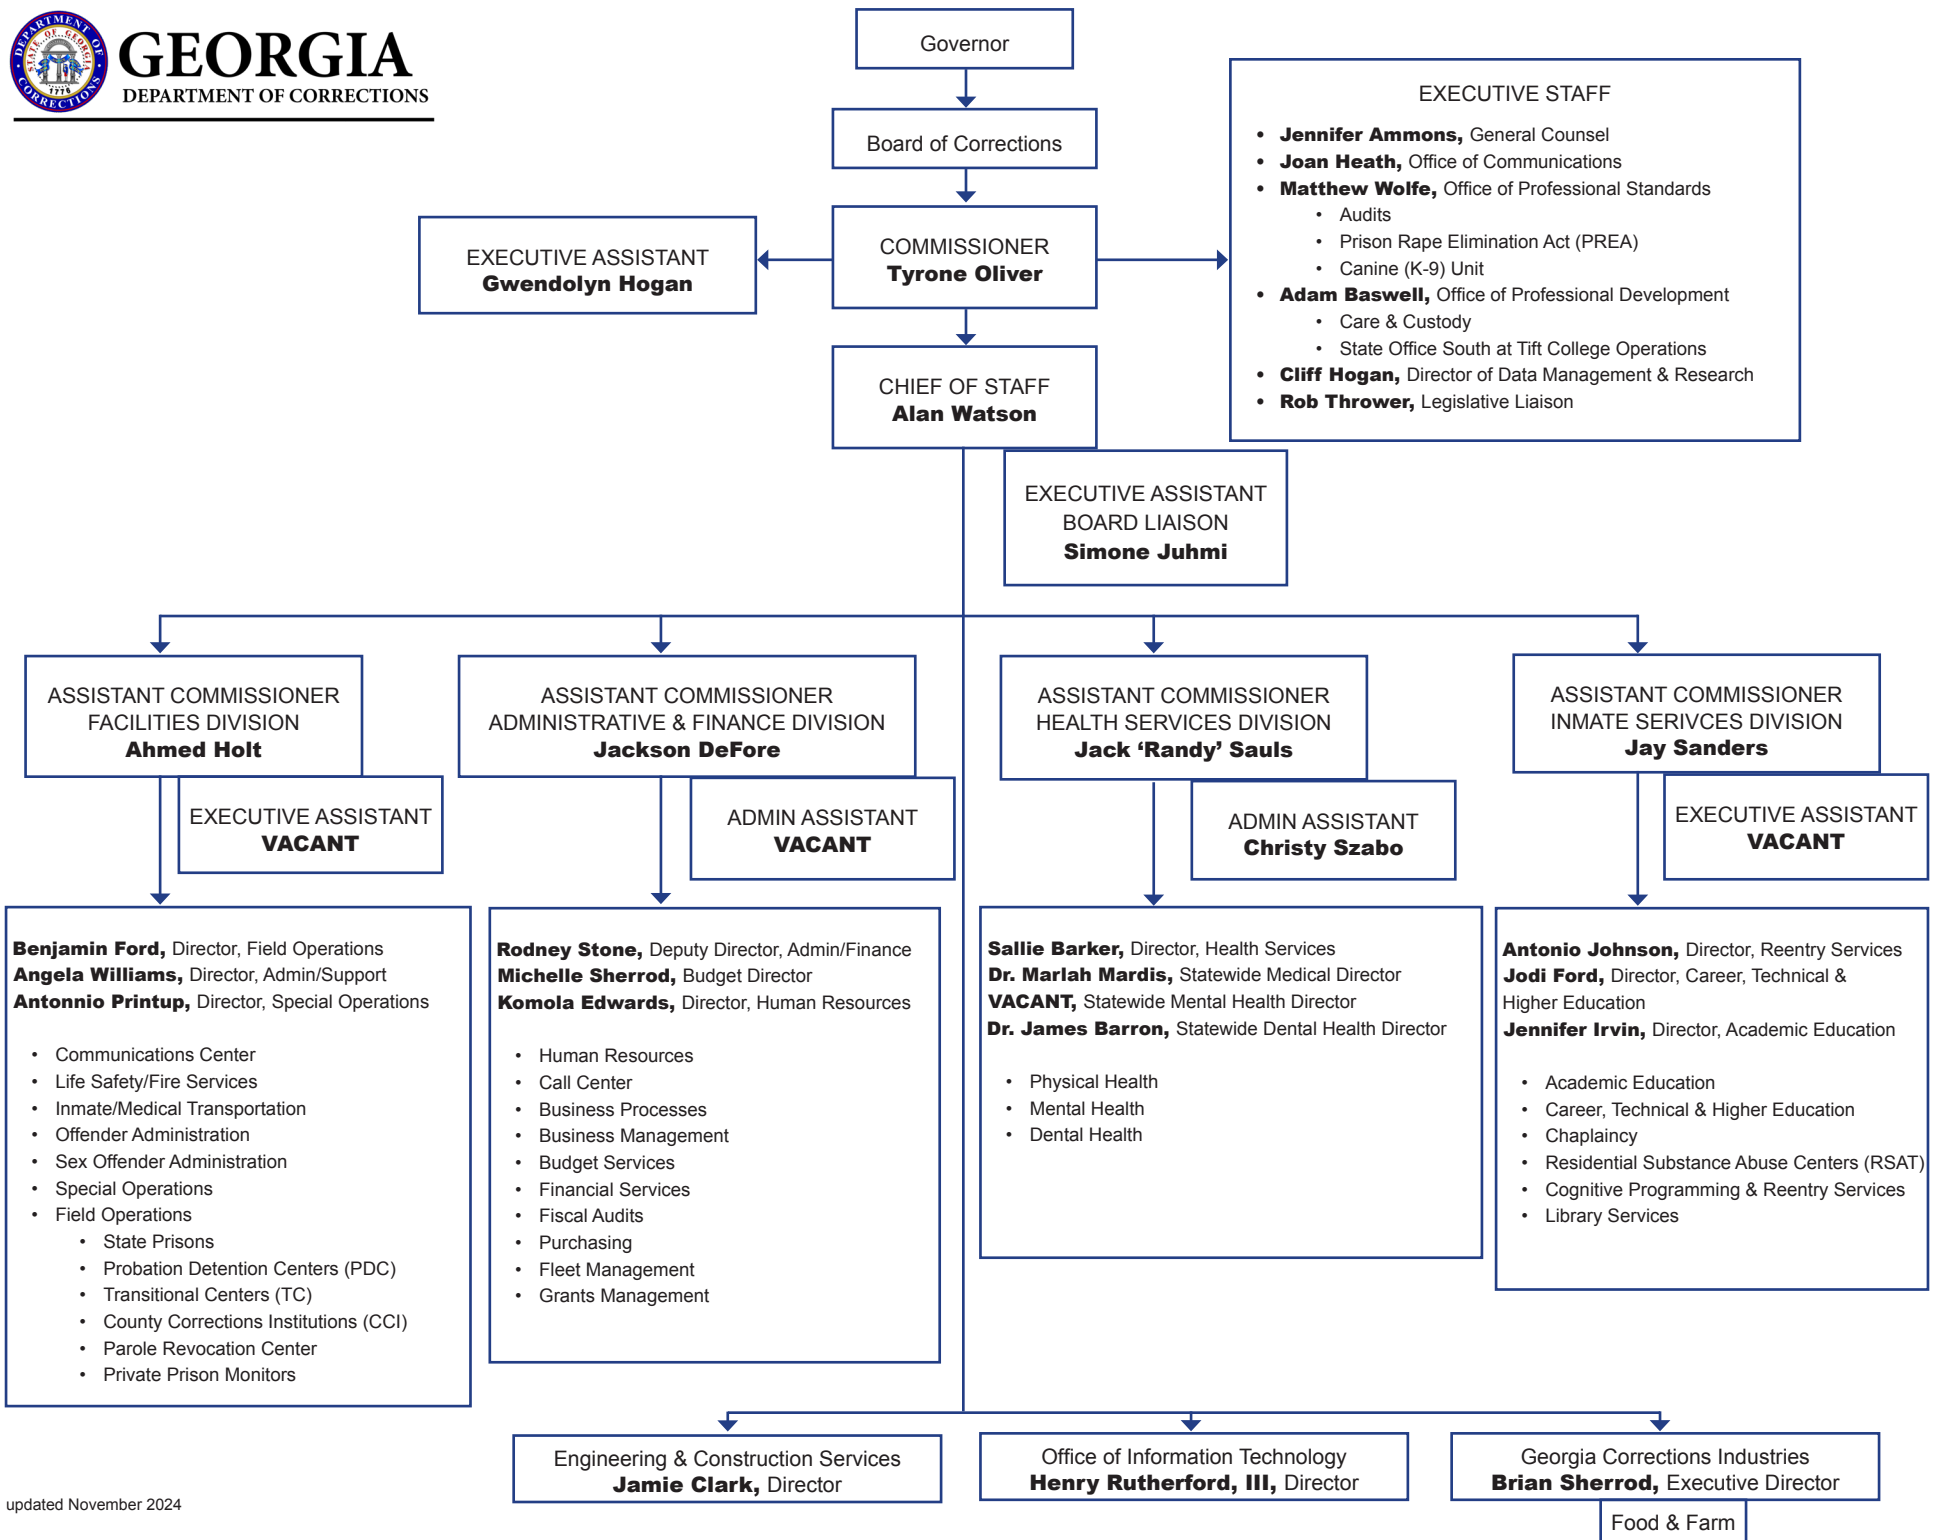 DEPARTMENT OF CORRECTIONS
STATE OF GEORGIA
1776
GEORGIA
DEPARTMENT OF CORRECTIONS
Governor
Board of Corrections
COMMISSIONER
Tyrone Oliver
EXECUTIVE ASSISTANT
Gwendolyn Hogan
EXECUTIVE STAFF
• Jennifer Ammons, General Counsel
• Joan Heath, Office of Communications
• Matthew Wolfe, Office of Professional Standards
• Audits
• Prison Rape Elimination Act (PREA)
• Canine (K-9) Unit
• Adam Baswell, Office of Professional Development
• Care & Custody
• State Office South at Tift College Operations
• Cliff Hogan, Director of Data Management & Research
• Rob Thrower, Legislative Liaison
CHIEF OF STAFF
Alan Watson
EXECUTIVE ASSISTANT
BOARD LIAISON
Simone Juhmi
ASSISTANT COMMISSIONER
FACILITIES DIVISION
Ahmed Holt
EXECUTIVE ASSISTANT
VACANT
ASSISTANT COMMISSIONER
ADMINISTRATIVE & FINANCE DIVISION
Jackson DeFore
ADMIN ASSISTANT
VACANT
ASSISTANT COMMISSIONER
HEALTH SERVICES DIVISION
Jack ‘Randy’ Sauls
ADMIN ASSISTANT
Christy Szabo
ASSISTANT COMMISSIONER
INMATE SERIVCES DIVISION
Jay Sanders
EXECUTIVE ASSISTANT
VACANT
Benjamin Ford, Director, Field Operations
Angela Williams, Director, Admin/Support
Antonnio Printup, Director, Special Operations
• Communications Center
• Life Safety/Fire Services
• Inmate/Medical Transportation
• Offender Administration
• Sex Offender Administration
• Special Operations
• Field Operations
• State Prisons
• Probation Detention Centers (PDC)
• Transitional Centers (TC)
• County Corrections Institutions (CCI)
• Parole Revocation Center
• Private Prison Monitors
Rodney Stone, Deputy Director, Admin/Finance
Michelle Sherrod, Budget Director
Komola Edwards, Director, Human Resources
• Human Resources
• Call Center
• Business Processes
• Business Management
• Budget Services
• Financial Services
• Fiscal Audits
• Purchasing
• Fleet Management
• Grants Management
Sallie Barker, Director, Health Services
Dr. Marlah Mardis, Statewide Medical Director
VACANT, Statewide Mental Health Director
Dr. James Barron, Statewide Dental Health Director
• Physical Health
• Mental Health
• Dental Health
Antonio Johnson, Director, Reentry Services
Jodi Ford, Director, Career, Technical &
Higher Education
Jennifer Irvin, Director, Academic Education
• Academic Education
• Career, Technical & Higher Education
• Chaplaincy
• Residential Substance Abuse Centers (RSAT)
• Cognitive Programming & Reentry Services
• Library Services
Engineering & Construction Services
Jamie Clark, Director
Office of Information Technology
Henry Rutherford, III, Director
Georgia Corrections Industries
Brian Sherrod, Executive Director
Food & Farm
updated November 2024